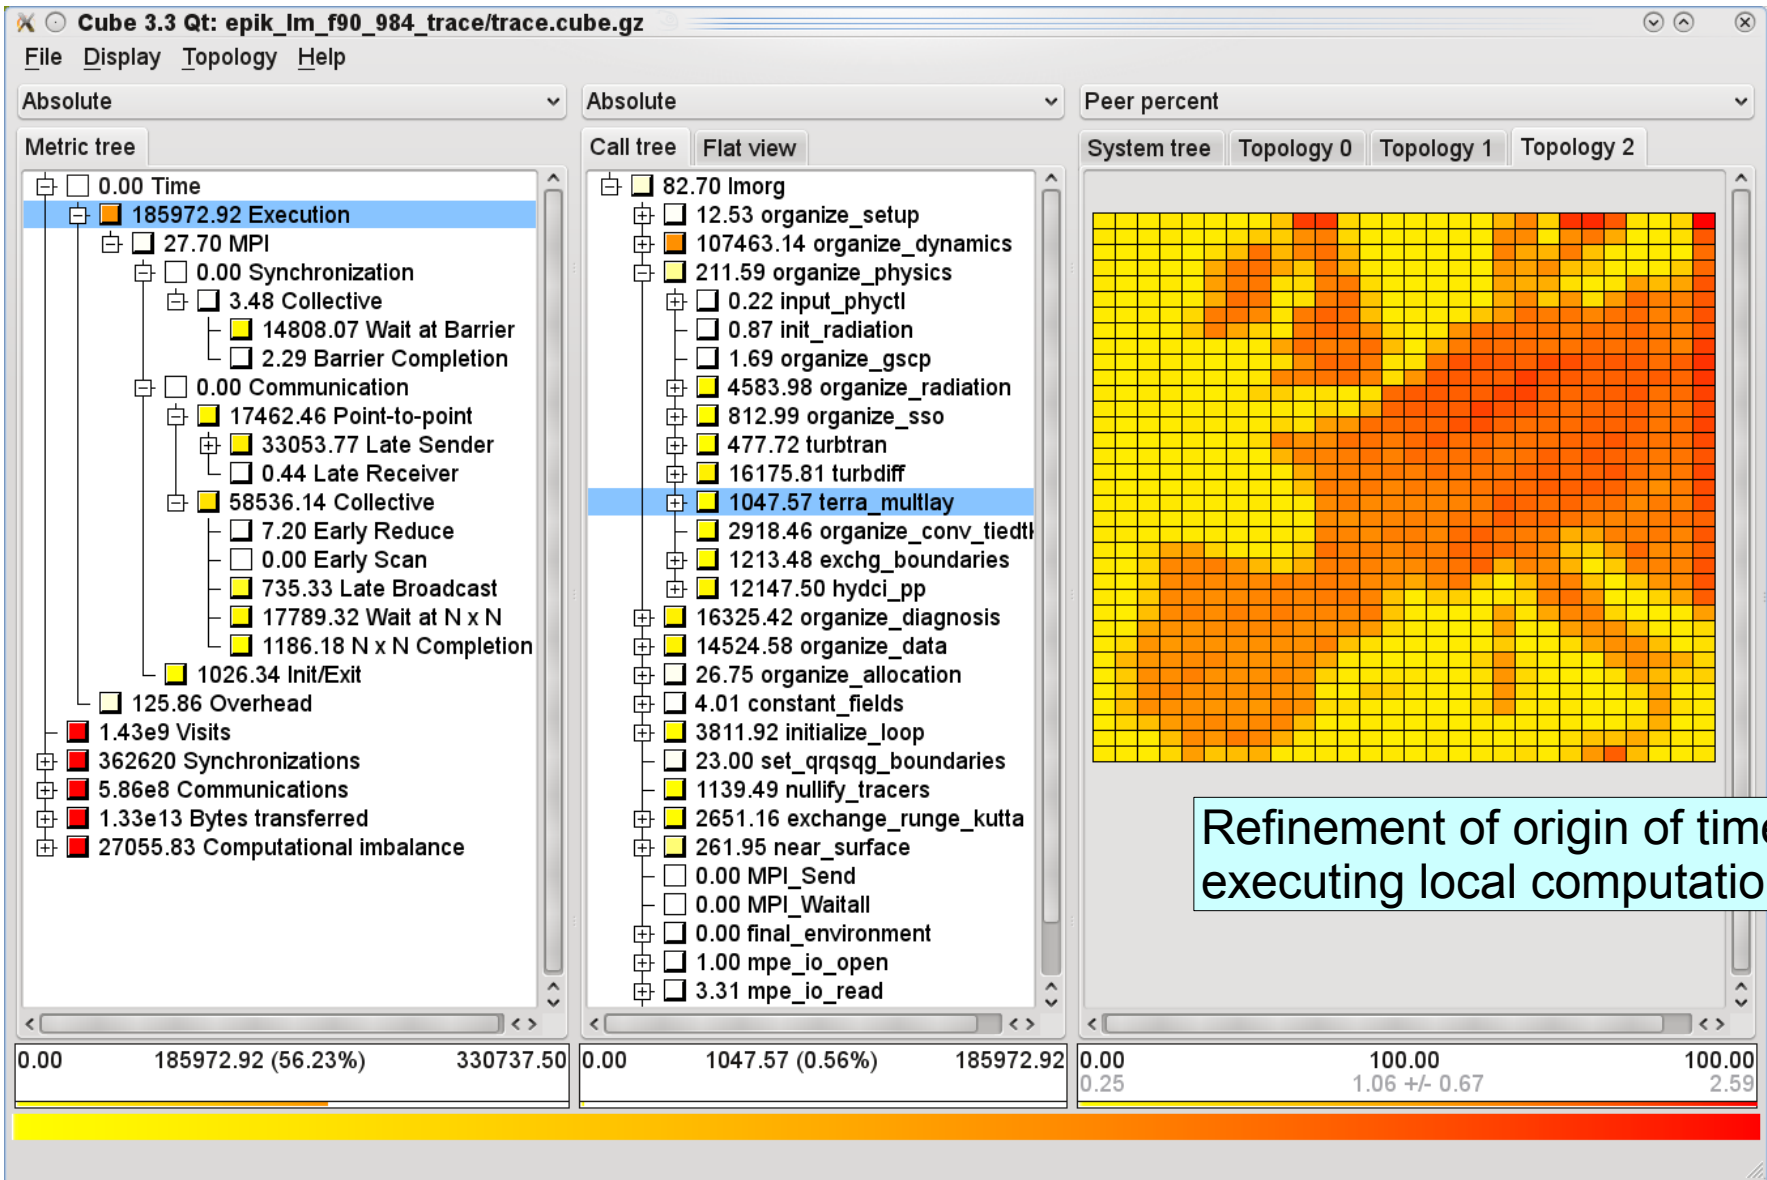 Cube 3.3 Qt: epik_lm_f90_984_trace/trace.cube.gz
File Display Topology Help
Absolute
Absolute
Peer percent
Metric tree
Call tree Flat view
System tree Topology 0 Topology 1 Topology 2
0.00 Time
185972.92 Execution
27.70 MPI
0.00 Synchronization
3.48 Collective
14808.07 Wait at Barrier
2.29 Barrier Completion
0.00 Communication
17462.46 Point-to-point
33053.77 Late Sender
0.44 Late Receiver
58536.14 Collective
7.20 Early Reduce
0.00 Early Scan
735.33 Late Broadcast
17789.32 Wait at N x N
1186.18 N x N Completion
1026.34 Init/Exit
125.86 Overhead
1.43e9 Visits
362620 Synchronizations
5.86e8 Communications
1.33e13 Bytes transferred
27055.83 Computational imbalance
82.70 lmorg
12.53 organize_setup
107463.14 organize_dynamics
211.59 organize_physics
0.22 input_phyctl
0.87 init_radiation
1.69 organize_gscp
4583.98 organize_radiation
812.99 organize_sso
477.72 turbtran
16175.81 turbdiff
1047.57 terra_multlay
2918.46 organize_conv_tiedt
1213.48 exchg_boundaries
12147.50 hydci_pp
16325.42 organize_diagnosis
14524.58 organize_data
26.75 organize_allocation
4.01 constant_fields
3811.92 initialize_loop
23.00 set_qrqsqg_boundaries
1139.49 nullify_tracers
2651.16 exchange_runge_kutta
261.95 near_surface
0.00 MPI_Send
0.00 MPI_Waitall
0.00 final_environment
1.00 mpe_io_open
3.31 mpe_io_read
Refinement of origin of time
executing local computatio
0.00 185972.92 (56.23%) 330737.50
0.00 1047.57 (0.56%) 185972.92
0.00 100.00 100.00
0.25 1.06 +/- 0.67 2.59